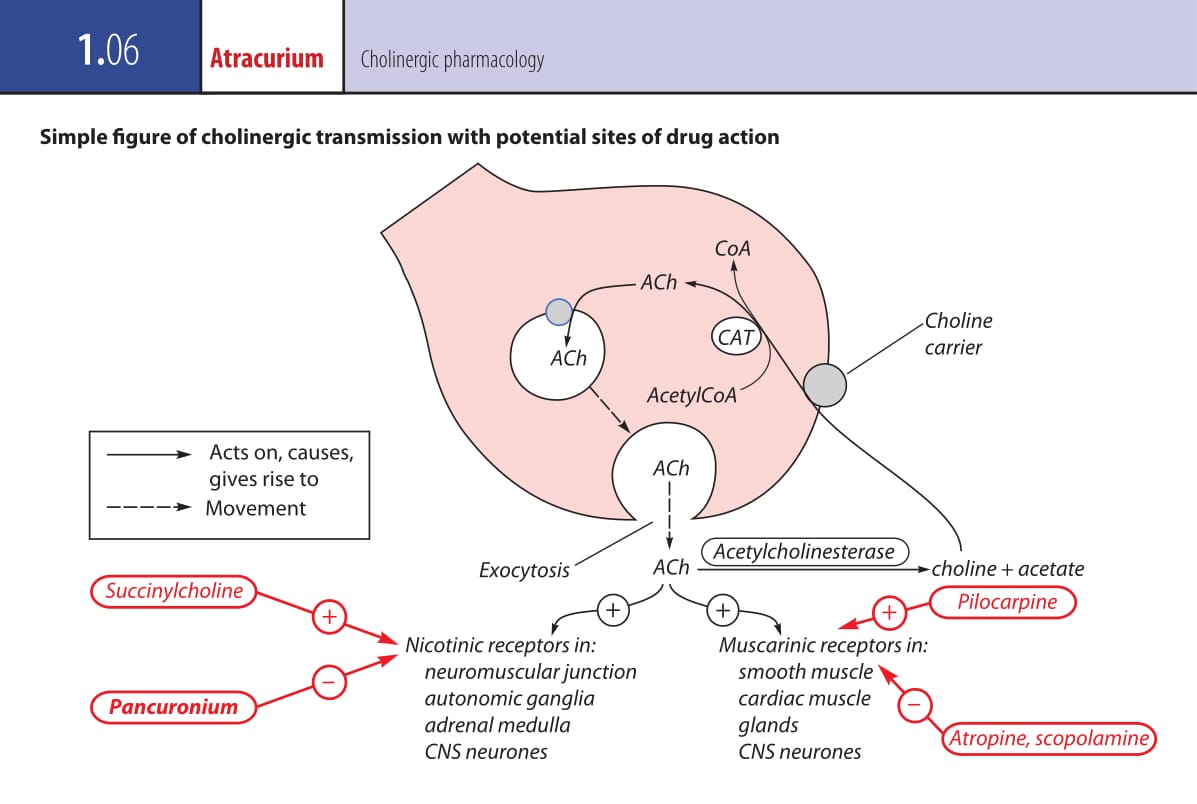 1.06
Atracurium
Cholinergic pharmacology
Simple figure of cholinergic transmission with potential sites of drug action
CoA
ACh
CAT
Choline
carrier
ACh
AcetylCoA
Acts on, causes,
gives rise to
Movement
ACh
Exocytosis
ACh
Acetylcholinesterase
choline + acetate
Succinylcholine
Pilocarpine
+
+
+
+
Nicotinic receptors in:
neuromuscular junction
autonomic ganglia
adrenal medulla
CNS neurones
Muscarinic receptors in:
smooth muscle
cardiac muscle
glands
CNS neurones
−
−
Pancuronium
Atropine, scopolamine